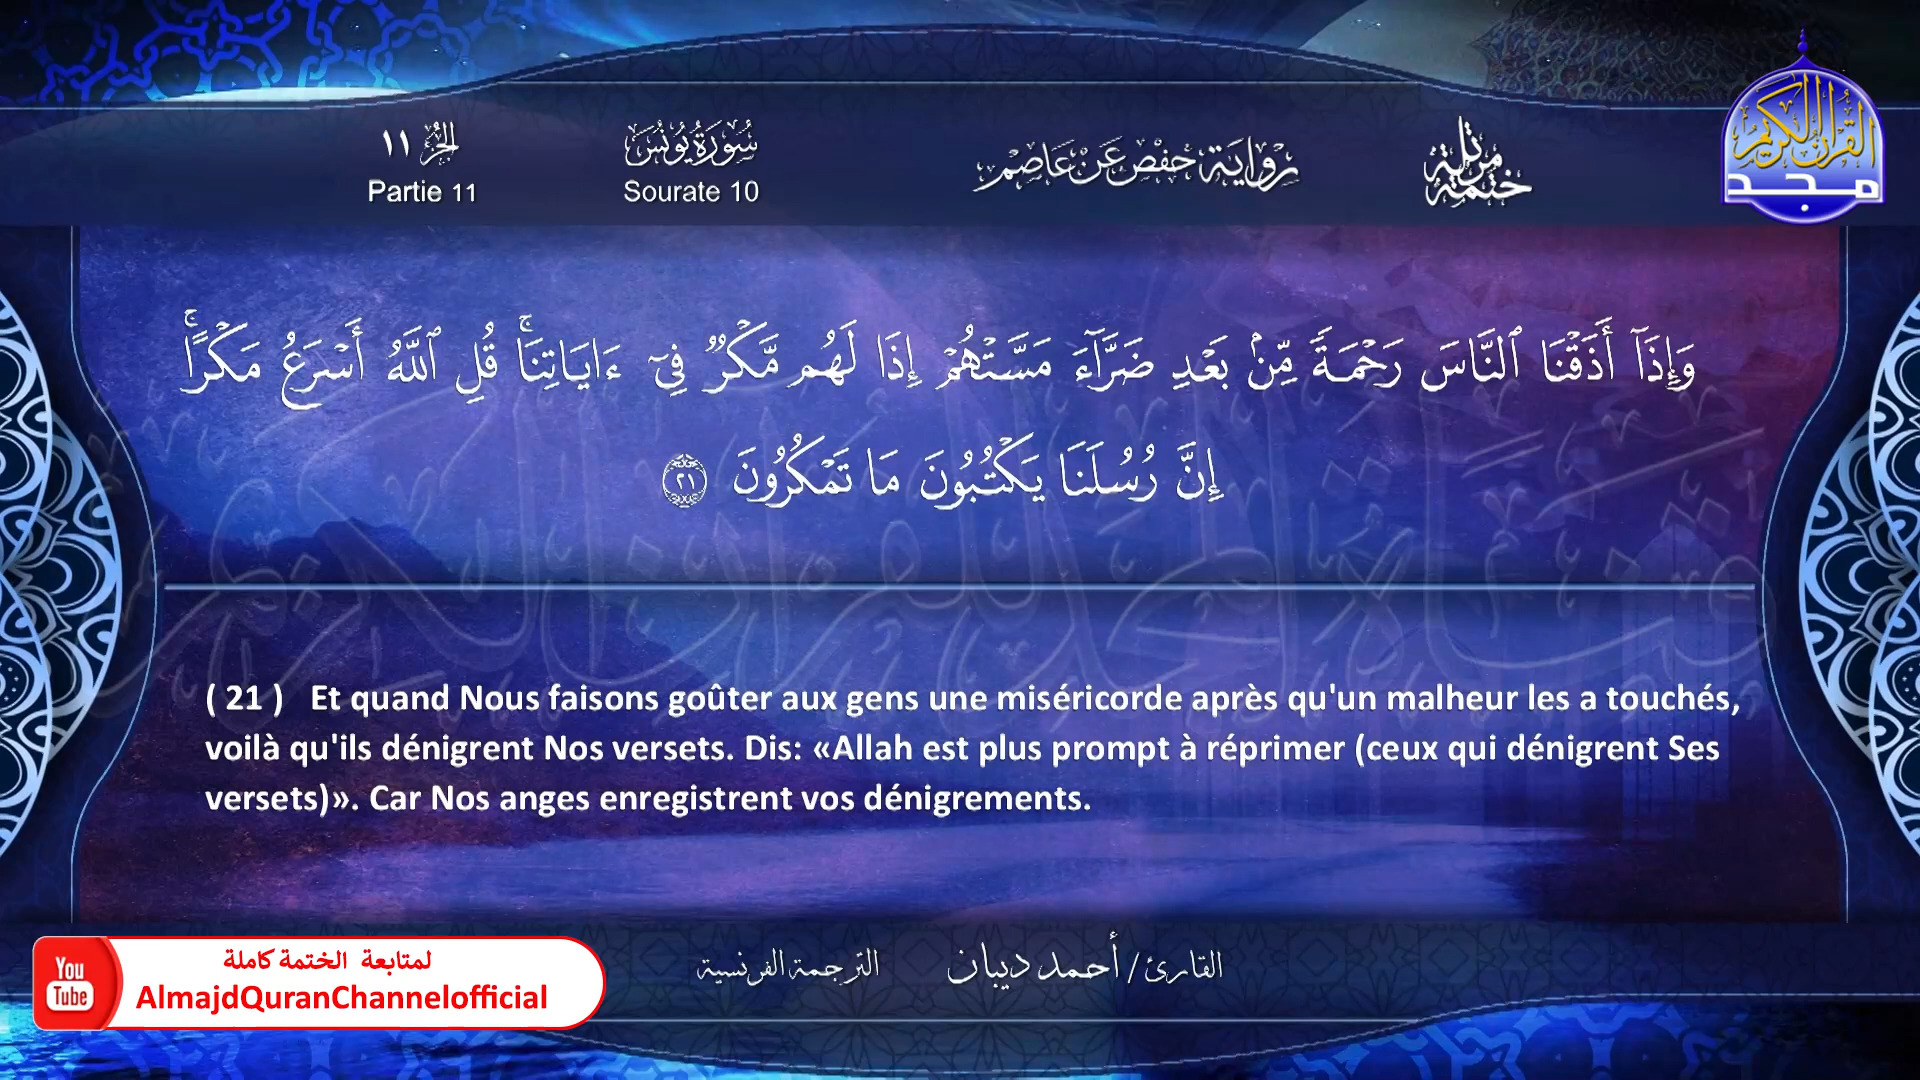 الجزء ١١
Partie 11
سُورَةُ يُونُسَ
Sourate 10
رواية حفص عن عاصم
ختمة مرتلة
القرآن الكريم
مجد
وَإِذَآ أَذَقْنَا ٱلنَّاسَ رَحْمَةً مِّنۢ بَعْدِ ضَرَّآءَ مَسَّتْهُمْ إِذَا لَهُم مَّكْرٌ فِىٓ ءَايَاتِنَا ۚ قُلِ ٱللَّهُ أَسْرَعُ مَكْرًا ۚ
إِنَّ رُسُلَنَا يَكْتُبُونَ مَا تَمْكُرُونَ ٢١
( 21 ) Et quand Nous faisons goûter aux gens une miséricorde après qu'un malheur les a touchés,
voilà qu'ils dénigrent Nos versets. Dis: «Allah est plus prompt à réprimer (ceux qui dénigrent Ses
versets)». Car Nos anges enregistrent vos dénigrements.
القارئ / أحمد ديبان
الترجمة الفرنسية
You
Tube
لمتابعة الختمة كاملة
AlmajdQuranChannelofficial